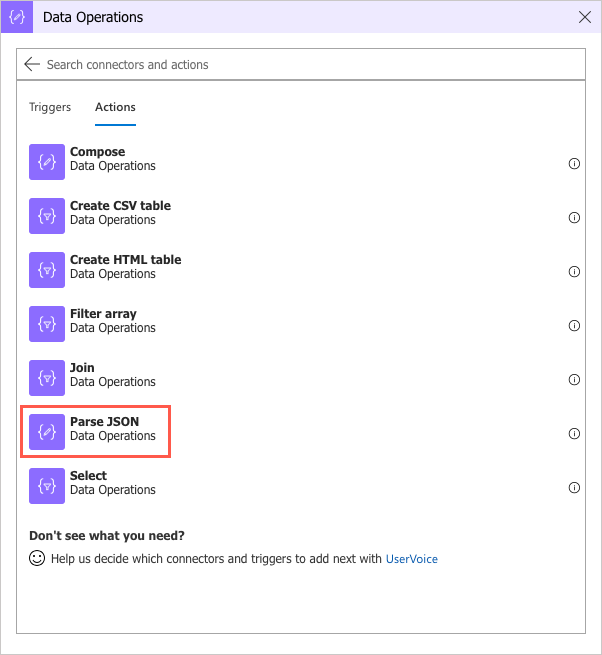 Data Operations
Search connectors and actions
Triggers Actions
Compose
Data Operations
Create CSV table
Data Operations
Create HTML table
Data Operations
Filter array
Data Operations
Join
Data Operations
Parse JSON
Data Operations
Select
Data Operations
Don't see what you need?
Help us decide which connectors and triggers to add next with UserVoice